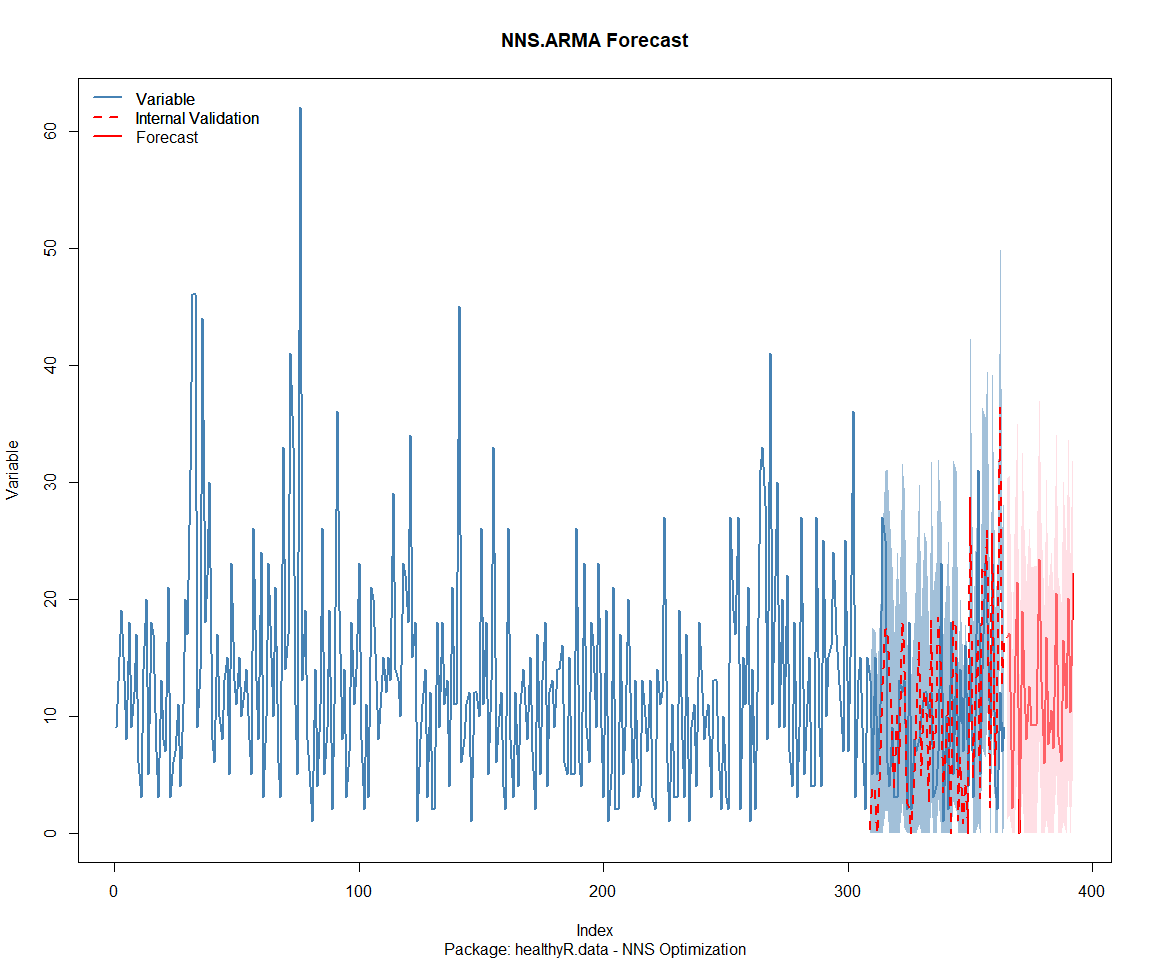 NNS.ARMA Forecast
Variable
Internal Validation
Forecast
Variable
60
50
40
30
20
10
0
0 100 200 300 400
Index
Package: healthyR.data - NNS Optimization